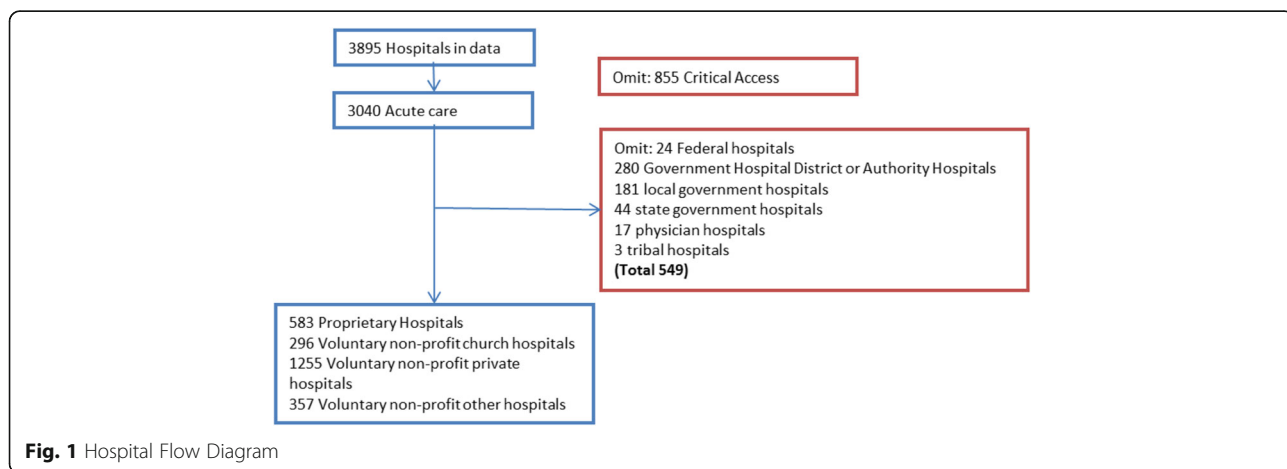 3895 Hospitals in data
Omit: 855 Critical Access
3040 Acute care
Omit: 24 Federal hospitals
280 Government Hospital District or Authority Hospitals
181 local government hospitals
44 state government hospitals
17 physician hospitals
3 tribal hospitals
(Total 549)
583 Proprietary Hospitals
296 Voluntary non-profit church hospitals
1255 Voluntary non-profit private
hospitals
357 Voluntary non-profit other hospitals
Fig. 1 Hospital Flow Diagram